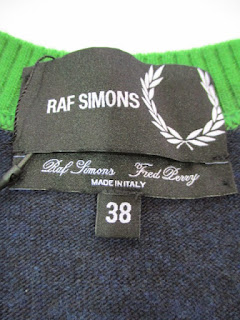 RAF SIMONS
Raf Simons Fred Perry
MADE IN ITALY
38